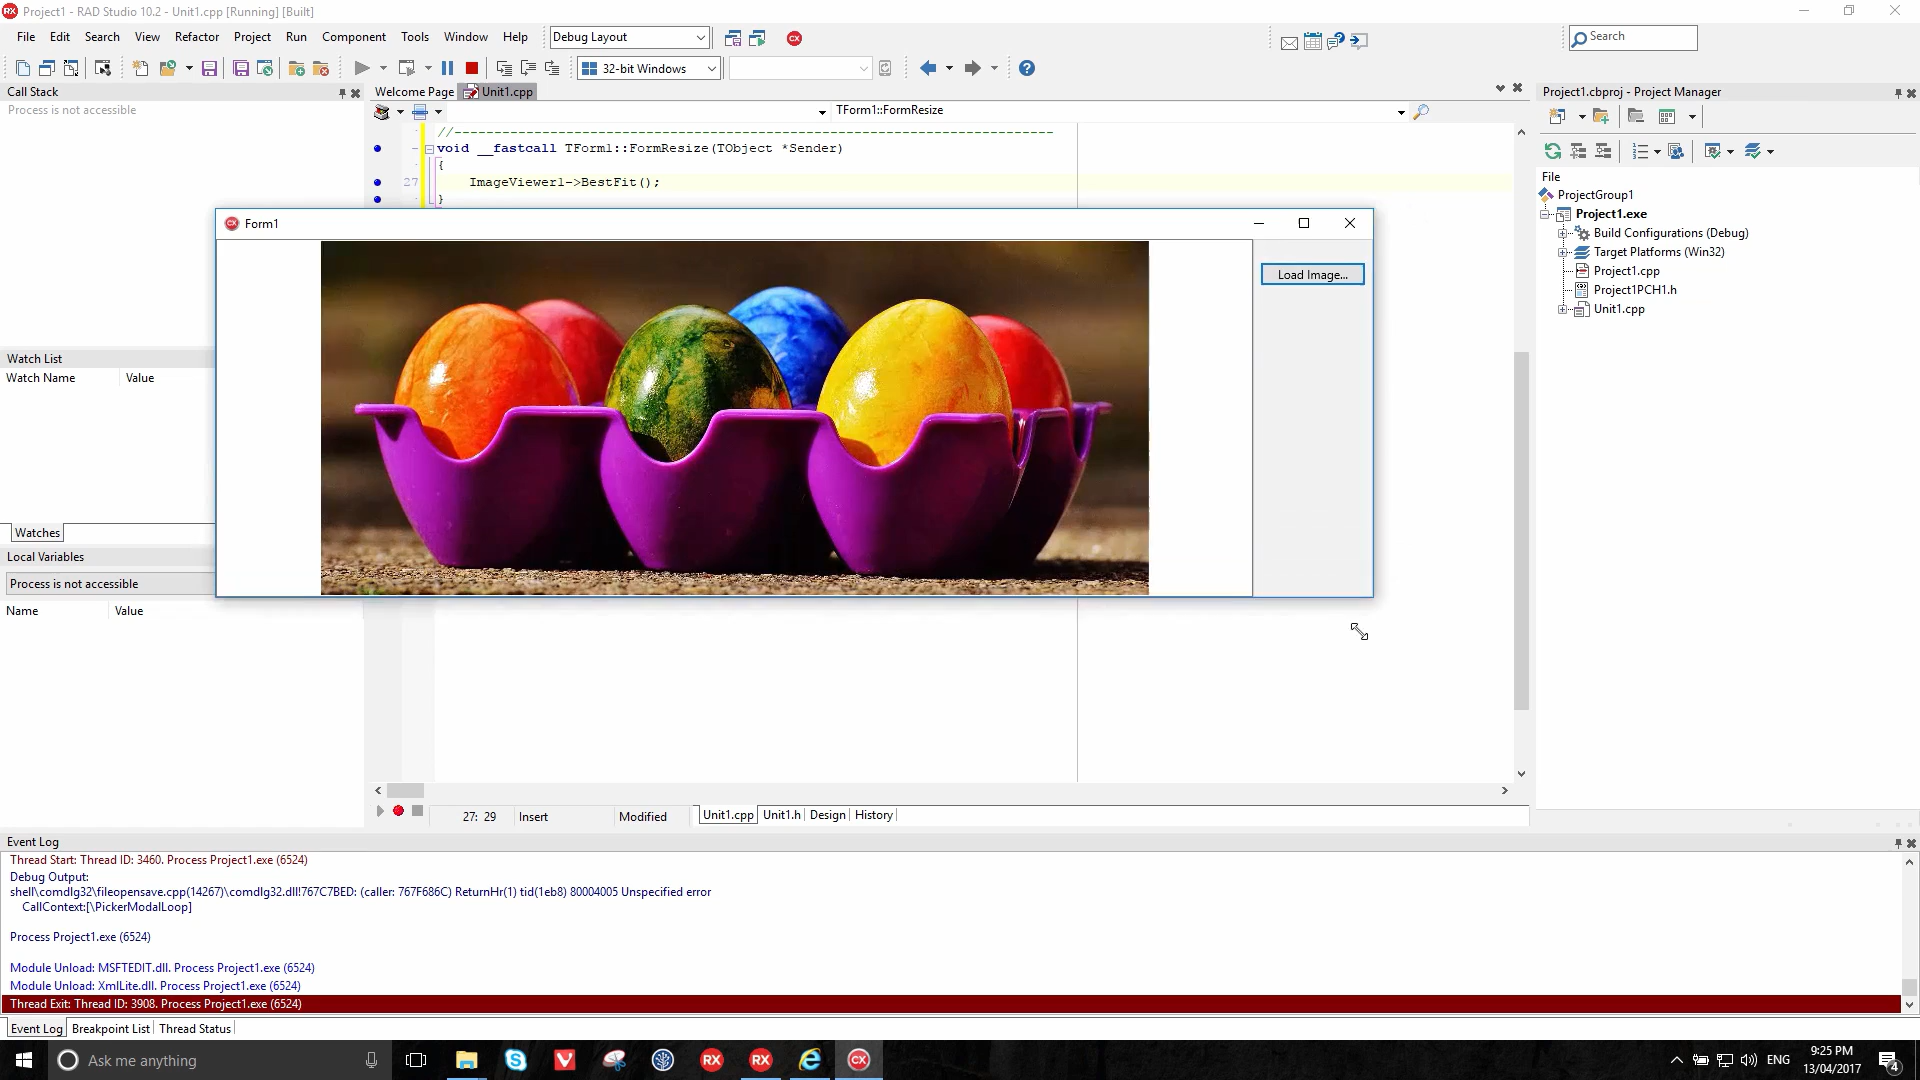 Project1 - RAD Studio 10.2 - Unit1.cpp [Running] [Built]
File Edit Search View Refactor Project Run Component Tools Window Help Debug Layout
Search
32-bit Windows
Call Stack
Process is not accessible
Welcome Page Unit1.cpp
TForm1::FormResize
//---------------------------------------------------------------------------
void __fastcall TForm1::FormResize(TObject *Sender)
{
27 ImageViewer1->BestFit();
}
Form1
Load Image...
Watch List
Watch Name Value
Watches
Local Variables
Process is not accessible
Name Value
27: 29 Insert Modified Unit1.cpp Unit1.h Design History
Project1.cbproj - Project Manager
File
ProjectGroup1
Project1.exe
Build Configurations (Debug)
Target Platforms (Win32)
Project1.cpp
Project1PCH1.h
Unit1.cpp
Event Log
Thread Start: Thread ID: 3460. Process Project1.exe (6524)
Debug Output:
shell\comdlg32\fileopensave.cpp(14267)\comdlg32.dll!767C7BED: (caller: 767F686C) ReturnHr(1) tid(1eb8) 80004005 Unspecified error
CallContext:[\PickerModalLoop]
Process Project1.exe (6524)
Module Unload: MSFTEDIT.dll. Process Project1.exe (6524)
Module Unload: XmlLite.dll. Process Project1.exe (6524)
Thread Exit: Thread ID: 3908. Process Project1.exe (6524)
Event Log Breakpoint List Thread Status
Ask me anything
RX RX CX
ENG
9:25 PM
13/04/2017
4